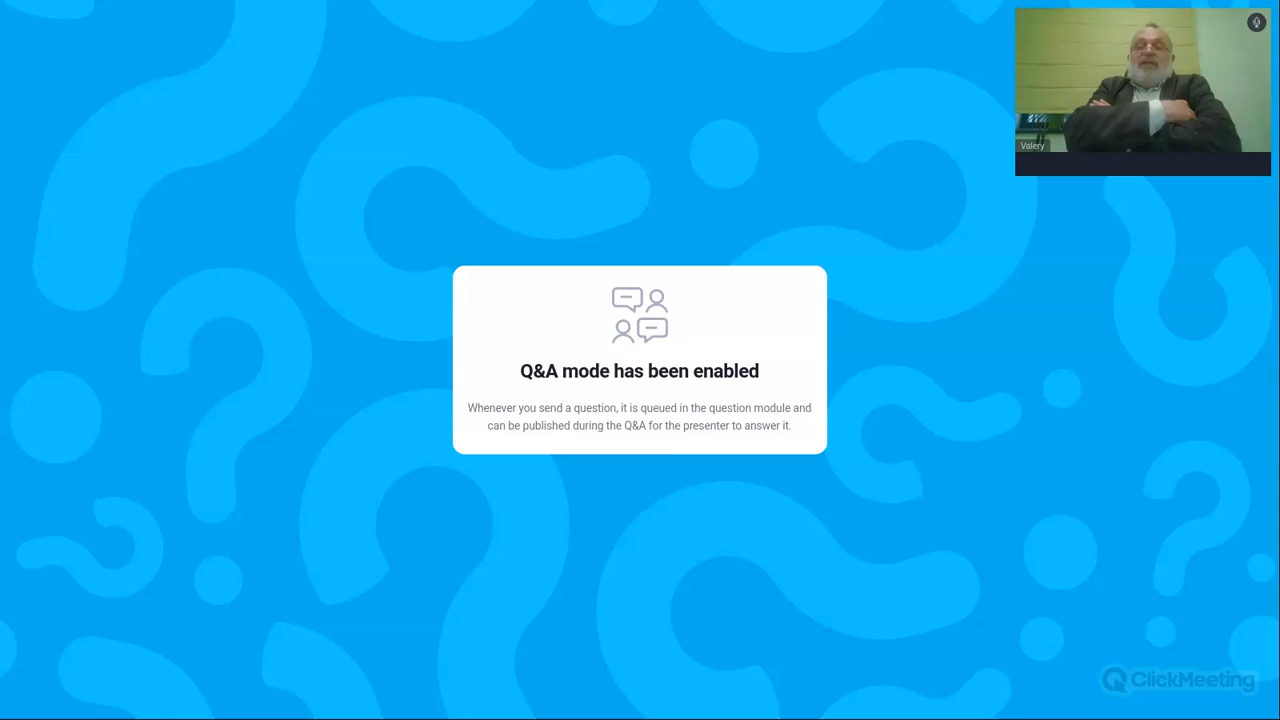 Valery
Q&A mode has been enabled
Whenever you send a question, it is queued in the question module and
can be published during the Q&A for the presenter to answer it.
ClickMeeting